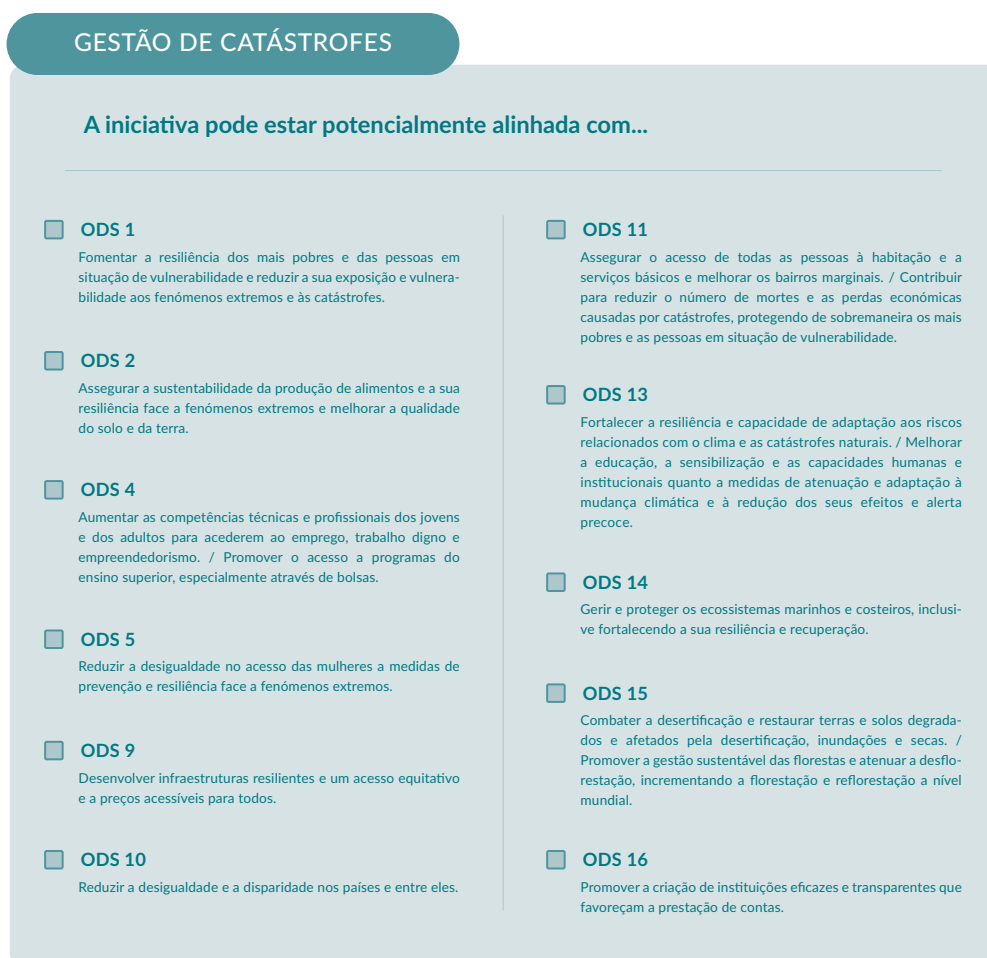 GESTÃO DE CATÁSTROFES
A iniciativa pode estar potencialmente alinhada com...
ODS 1
Fomentar a resiliência dos mais pobres e das pessoas em
situação de vulnerabilidade e reduzir a sua exposição e vulnera-
bilidade aos fenómenos extremos e às catástrofes.
ODS 2
Assegurar a sustentabilidade da produção de alimentos e a sua
resiliência face a fenómenos extremos e melhorar a qualidade
do solo e da terra.
ODS 4
Aumentar as competências técnicas e profissionais dos jovens
e dos adultos para acederem ao emprego, trabalho digno e
empreendedorismo. / Promover o acesso a programas do
ensino superior, especialmente através de bolsas.
ODS 5
Reduzir a desigualdade no acesso das mulheres a medidas de
prevenção e resiliência face a fenómenos extremos.
ODS 9
Desenvolver infraestruturas resilientes e um acesso equitativo
e a preços acessíveis para todos.
ODS 10
Reduzir a desigualdade e a disparidade nos países e entre eles.
ODS 11
Assegurar o acesso de todas as pessoas à habitação e a
serviços básicos e melhorar os bairros marginais. / Contribuir
para reduzir o número de mortes e as perdas económicas
causadas por catástrofes, protegendo de sobremaneira os mais
pobres e as pessoas em situação de vulnerabilidade.
ODS 13
Fortalecer a resiliência e capacidade de adaptação aos riscos
relacionados com o clima e as catástrofes naturais. / Melhorar
a educação, a sensibilização e as capacidades humanas e
institucionais quanto a medidas de atenuação e adaptação à
mudança climática e à redução dos seus efeitos e alerta
precoce.
ODS 14
Gerir e proteger os ecossistemas marinhos e costeiros, inclusi-
ve fortalecendo a sua resiliência e recuperação.
ODS 15
Combater a desertificação e restaurar terras e solos degrada-
dos e afetados pela desertificação, inundações e secas. /
Promover a gestão sustentável das florestas e atenuar a desflo-
restação, incrementando a florestação e reflorestação a nível
mundial.
ODS 16
Promover a criação de instituições eficazes e transparentes que
favoreçam a prestação de contas.